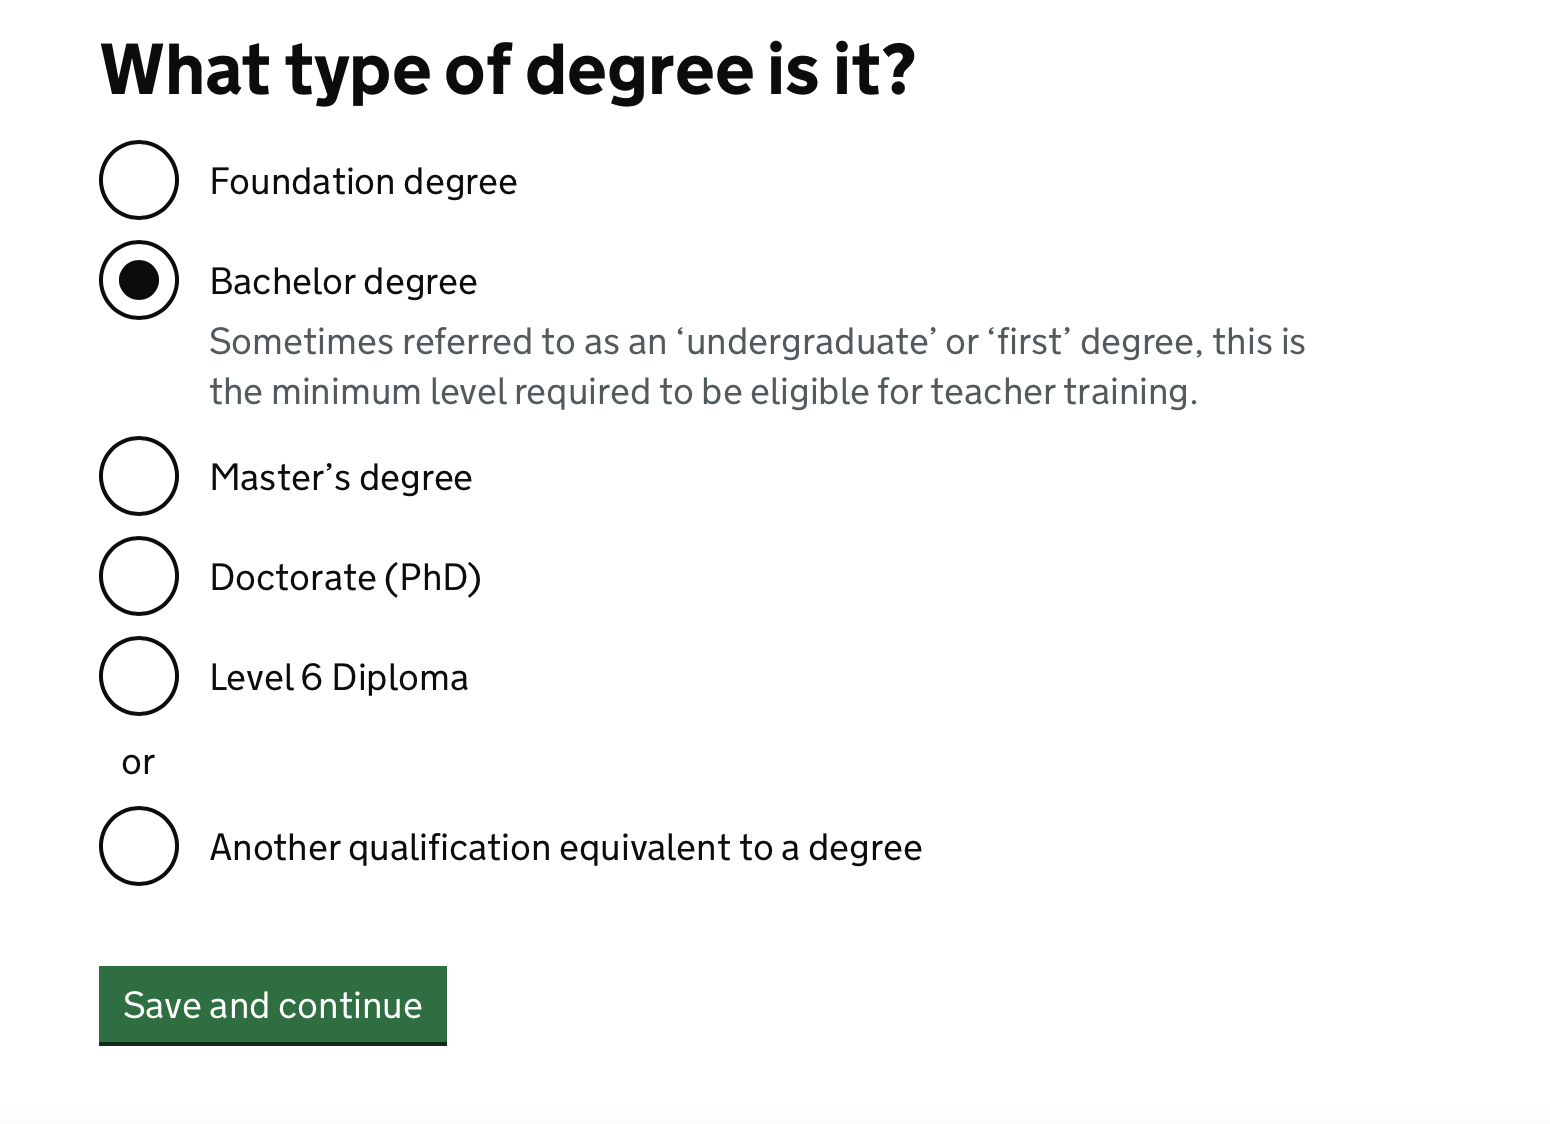 What type of degree is it?
Foundation degree
Bachelor degree
Sometimes referred to as an ‘undergraduate’ or ‘first’ degree, this is
the minimum level required to be eligible for teacher training.
Master’s degree
Doctorate (PhD)
Level 6 Diploma
or
Another qualification equivalent to a degree
Save and continue